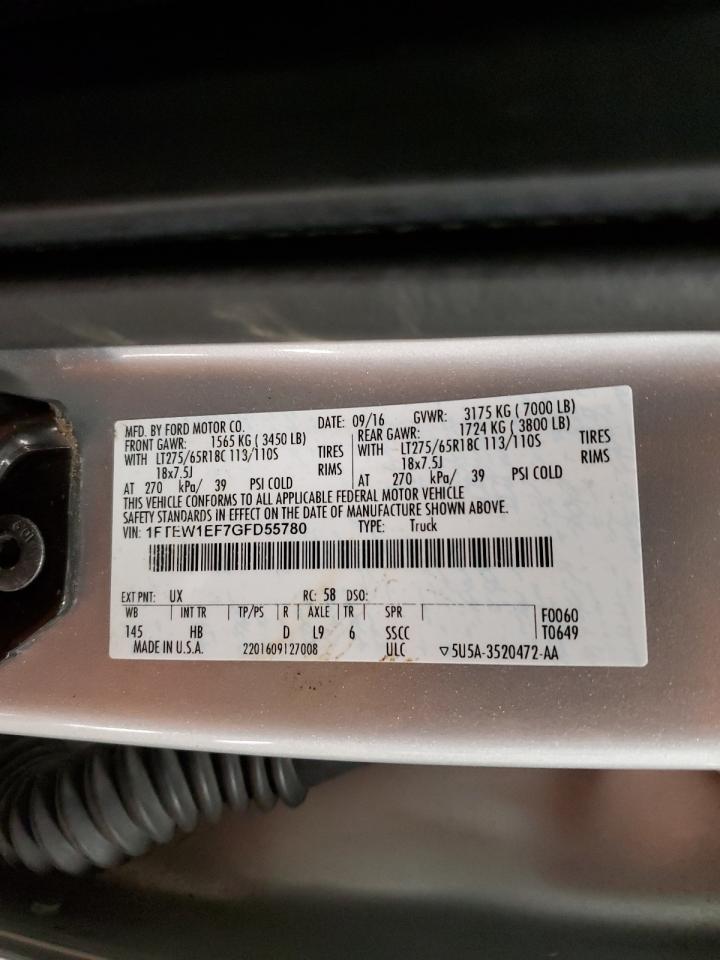 MFD. BY FORD MOTOR CO. DATE: 09/16 GVWR: 3175 KG ( 7000 LB)
FRONT GAWR: 1565 KG ( 3450 LB) REAR GAWR: 1724 KG ( 3800 LB)
WITH LT275/65R18C 113/110S TIRES WITH LT275/65R18C 113/110S TIRES
18x7.5J RIMS 18x7.5J RIMS
AT 270 kPa/ 39 PSI COLD AT 270 kPa/ 39 PSI COLD
THIS VEHICLE CONFORMS TO ALL APPLICABLE FEDERAL MOTOR VEHICLE
SAFETY STANDARDS IN EFFECT ON THE DATE OF MANUFACTURE SHOWN ABOVE.
VIN: 1FTEW1EF7GFD55780 TYPE: Truck
EXT PNT: UX RC: 58 DSO:
WB INT TR TP/PS R AXLE TR SPR F0060
145 HB D L9 6 SSCC T0649
MADE IN U.S.A. 2201609127008 ULC ▽5U5A-3520472-AA